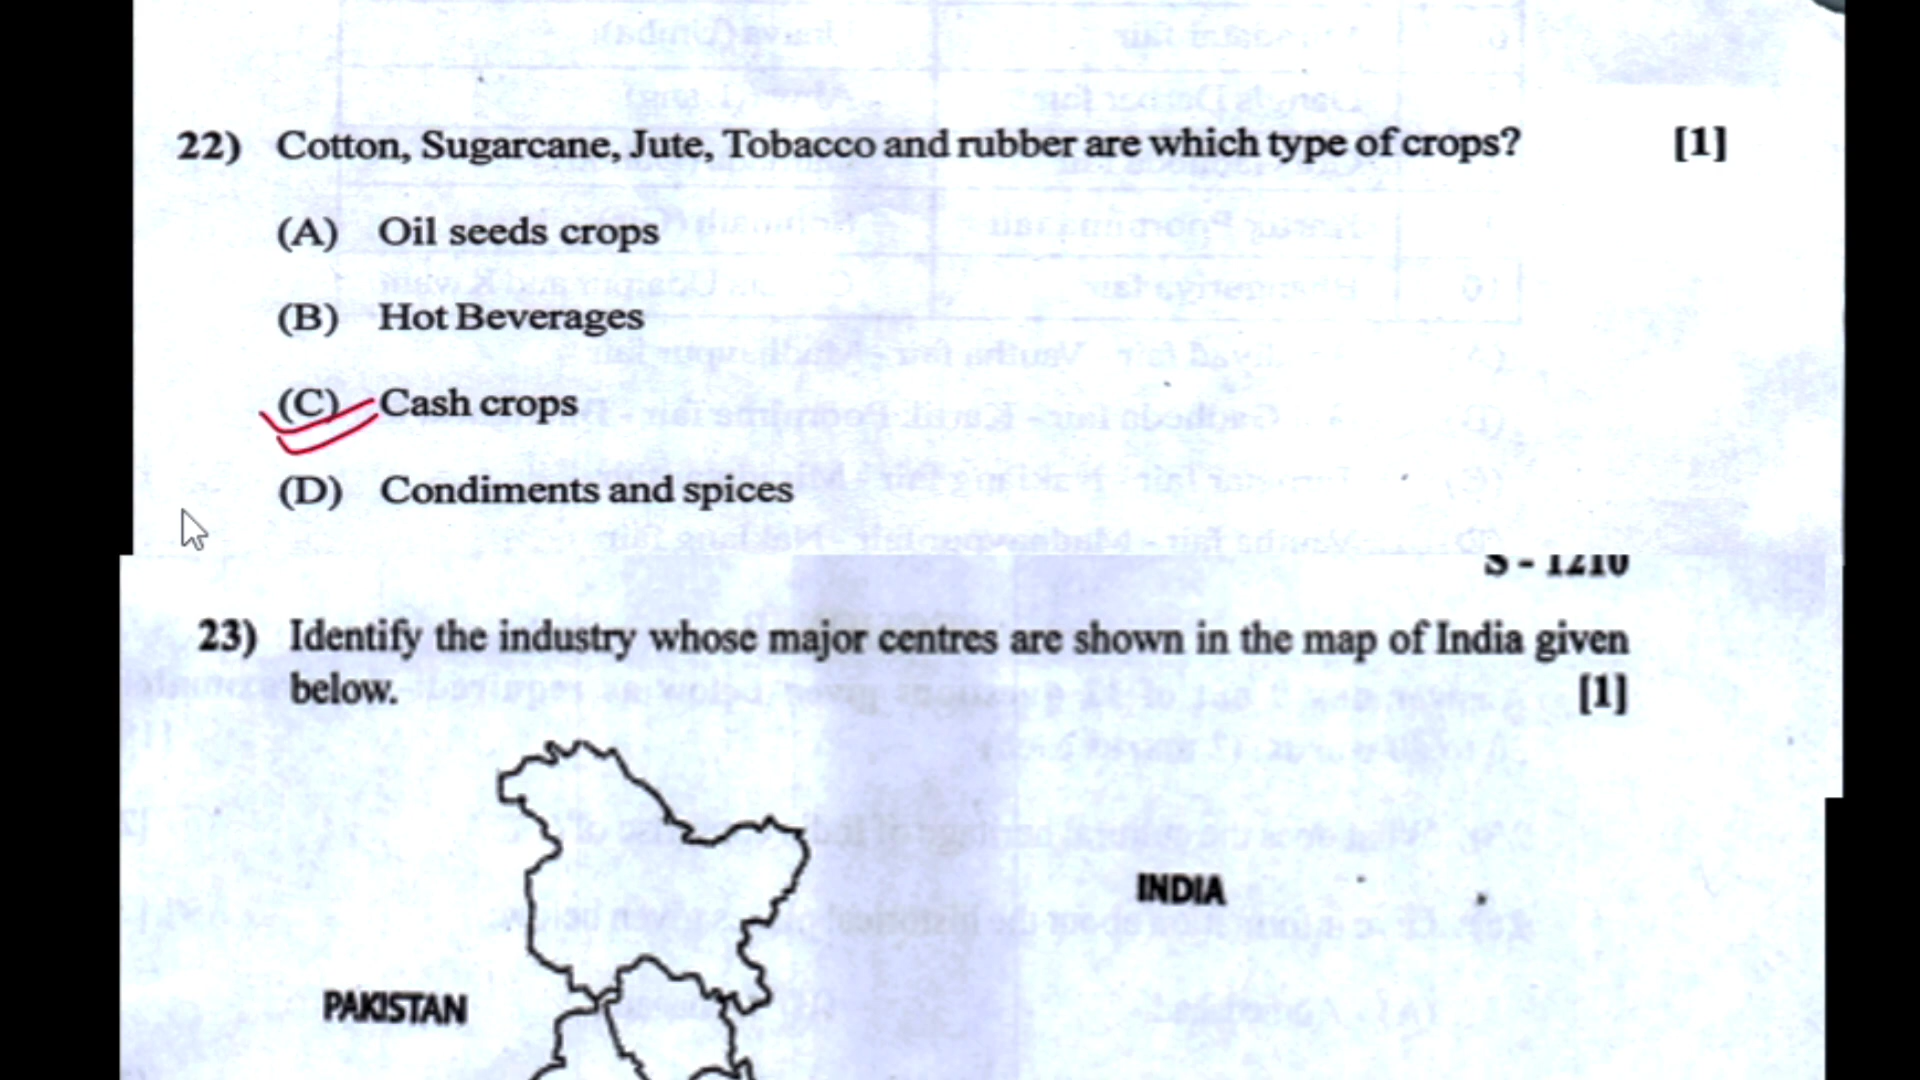 22) Cotton, Sugarcane, Jute, Tobacco and rubber are which type of crops? [1]
(A) Oil seeds crops
(B) Hot Beverages
(C) Cash crops
(D) Condiments and spices
S - 1210
23) Identify the industry whose major centres are shown in the map of India given
below. [1]
INDIA
PAKISTAN